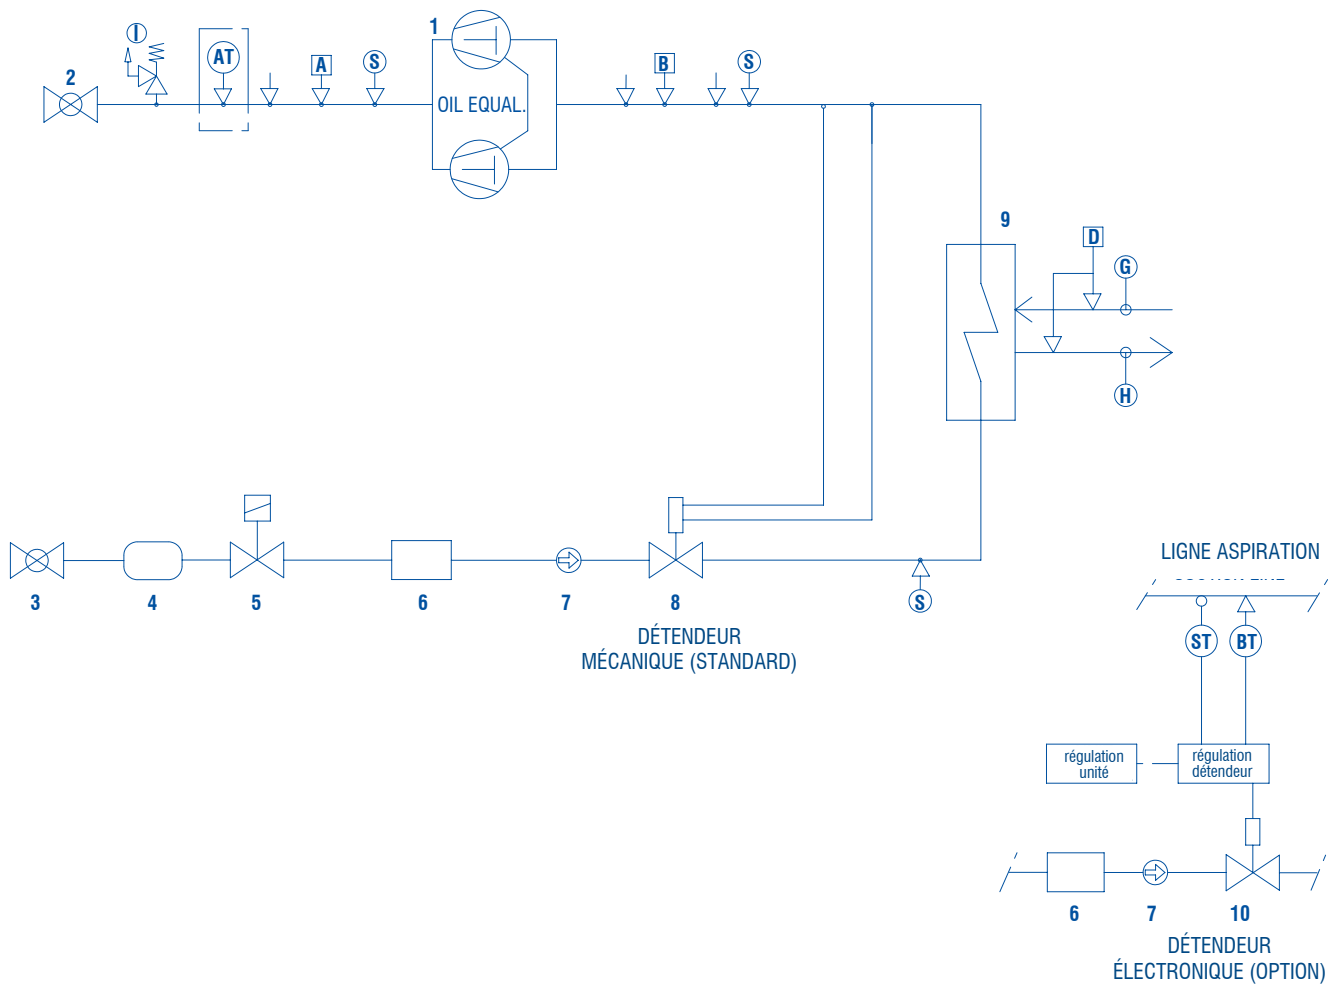 1
I
2
AT
A
S
B
S
OIL EQUAL.
9
D
G
H
3
4
5
6
7
8
S
DÉTENDEUR
MÉCANIQUE (STANDARD)
LIGNE ASPIRATION
ST
BT
régulation
unité
régulation
détendeur
6
7
10
DÉTENDEUR
ÉLECTRONIQUE (OPTION)